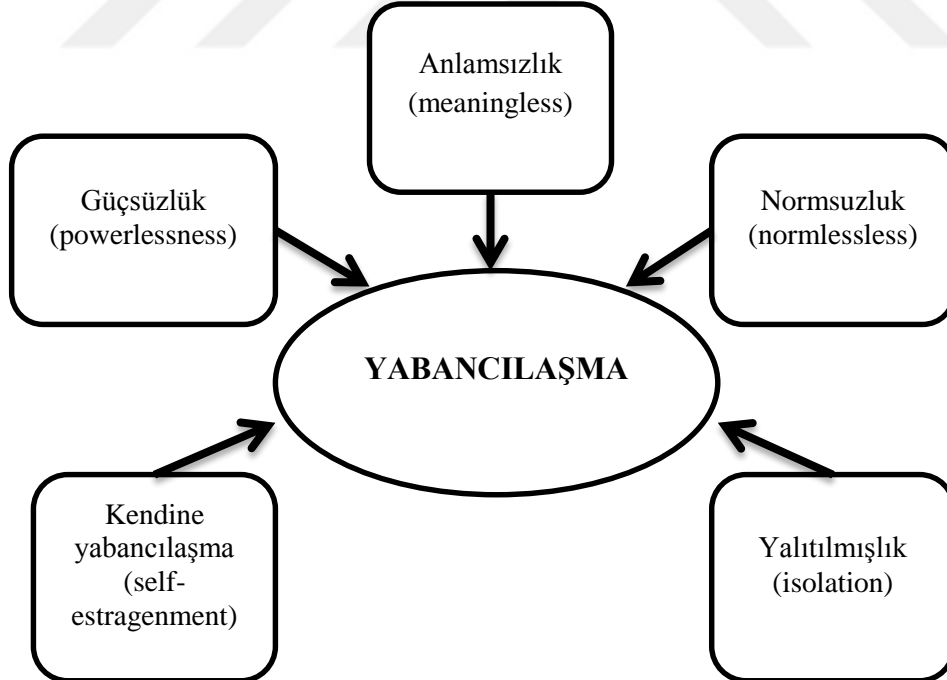 Anlamsızlık
(meaningless)
Güçsüzlük
(powerlessness)
Normsuzluk
(normlessless)
YABANCILAŞMA
Kendine
yabancılaşma
(self-
estragenment)
Yalıtılmışlık
(isolation)